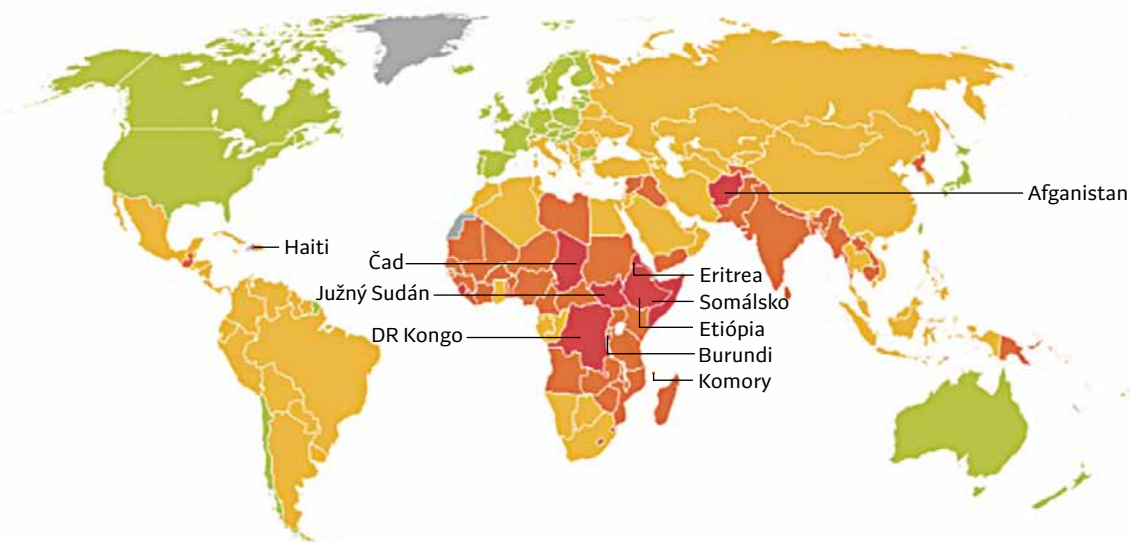 Afganistan
Haiti
Čad
Eritrea
Južný Sudán
Somálsko
DR Kongo
Etiópia
Burundi
Komory